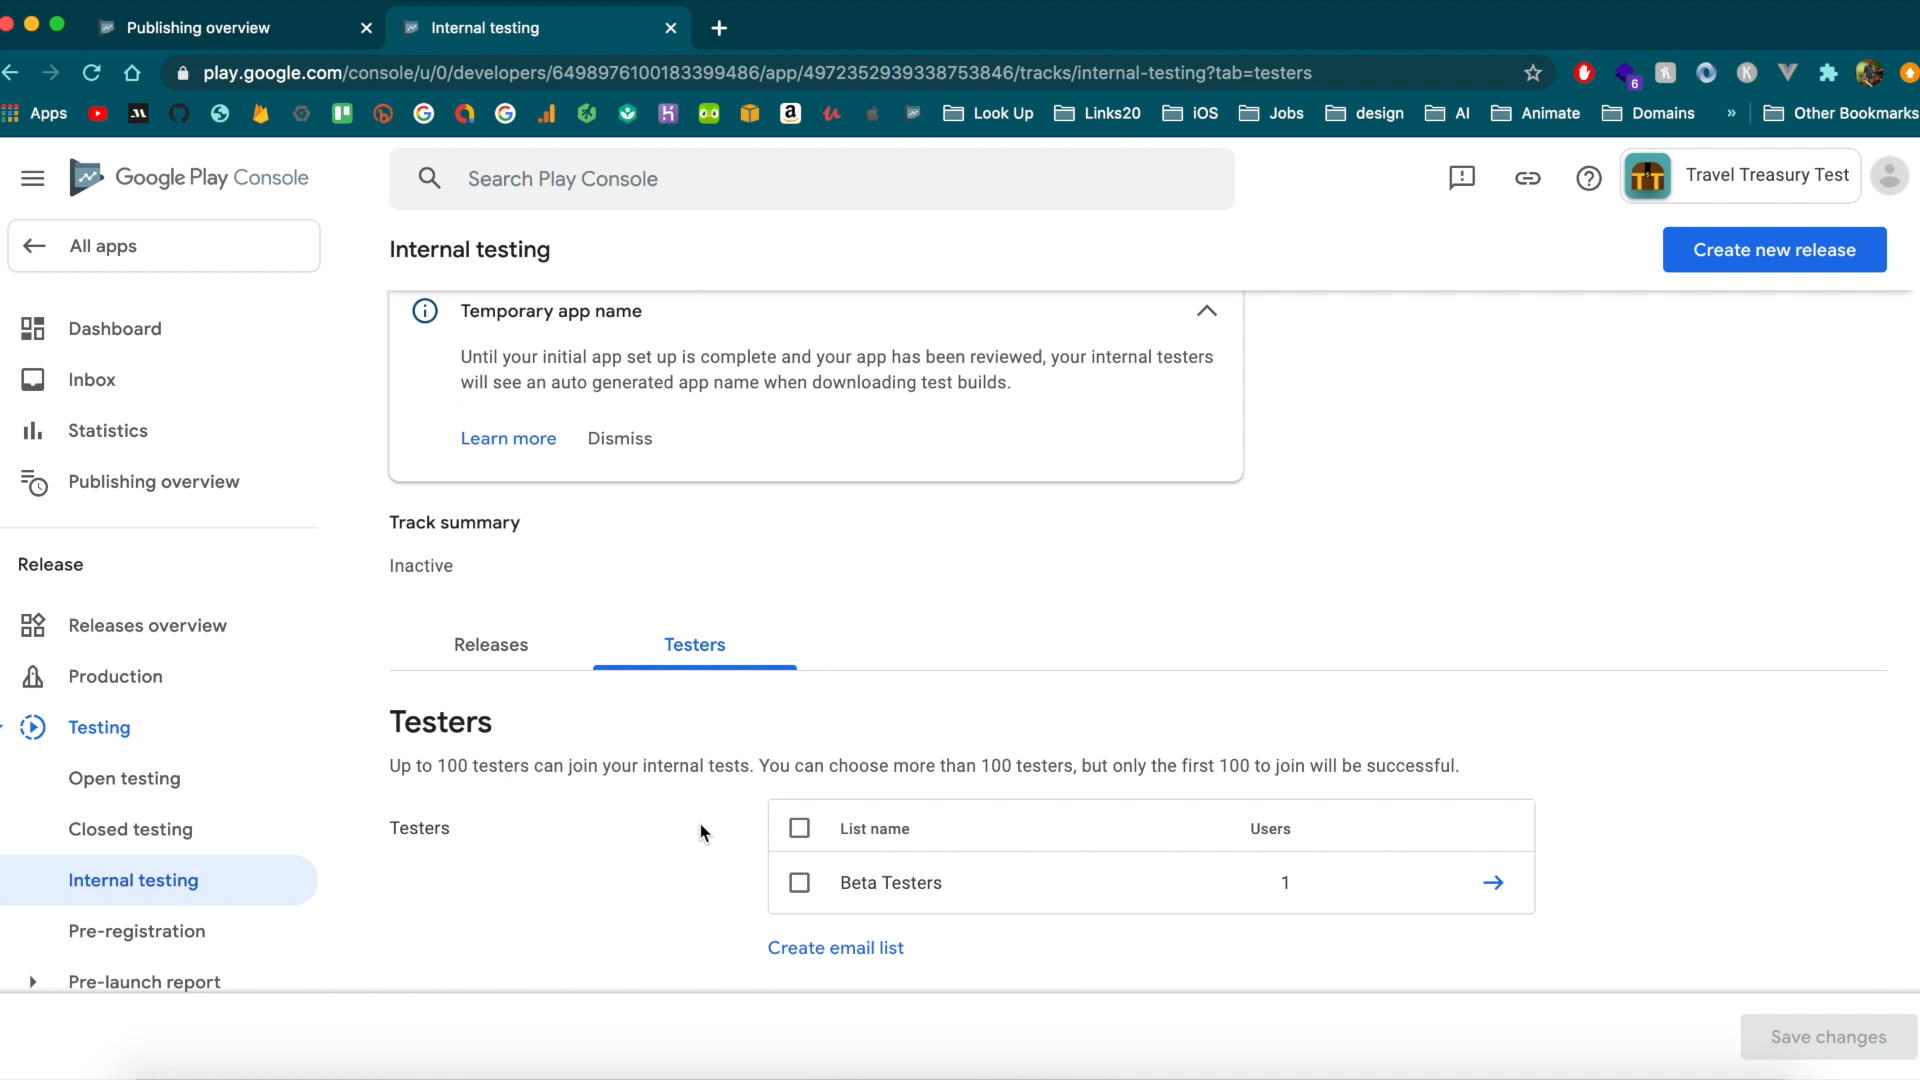 Publishing overview
Internal testing
play.google.com/console/u/0/developers/6498976100183399486/app/4972352939338753846/tracks/internal-testing?tab=testers
6
Apps
Look Up
Links20
iOS
Jobs
design
AI
Animate
Domains
»
Other Bookmarks
Google Play Console
Search Play Console
Travel Treasury Test
All apps
Internal testing
Create new release
Dashboard
Inbox
Statistics
Publishing overview
Release
Releases overview
Production
Testing
Open testing
Closed testing
Internal testing
Pre-registration
Pre-launch report
Temporary app name
Until your initial app set up is complete and your app has been reviewed, your internal testers
will see an auto generated app name when downloading test builds.
Learn more
Dismiss
Track summary
Inactive
Releases
Testers
Testers
Up to 100 testers can join your internal tests. You can choose more than 100 testers, but only the first 100 to join will be successful.
Testers
List name
Users
Beta Testers
1
Create email list
Save changes